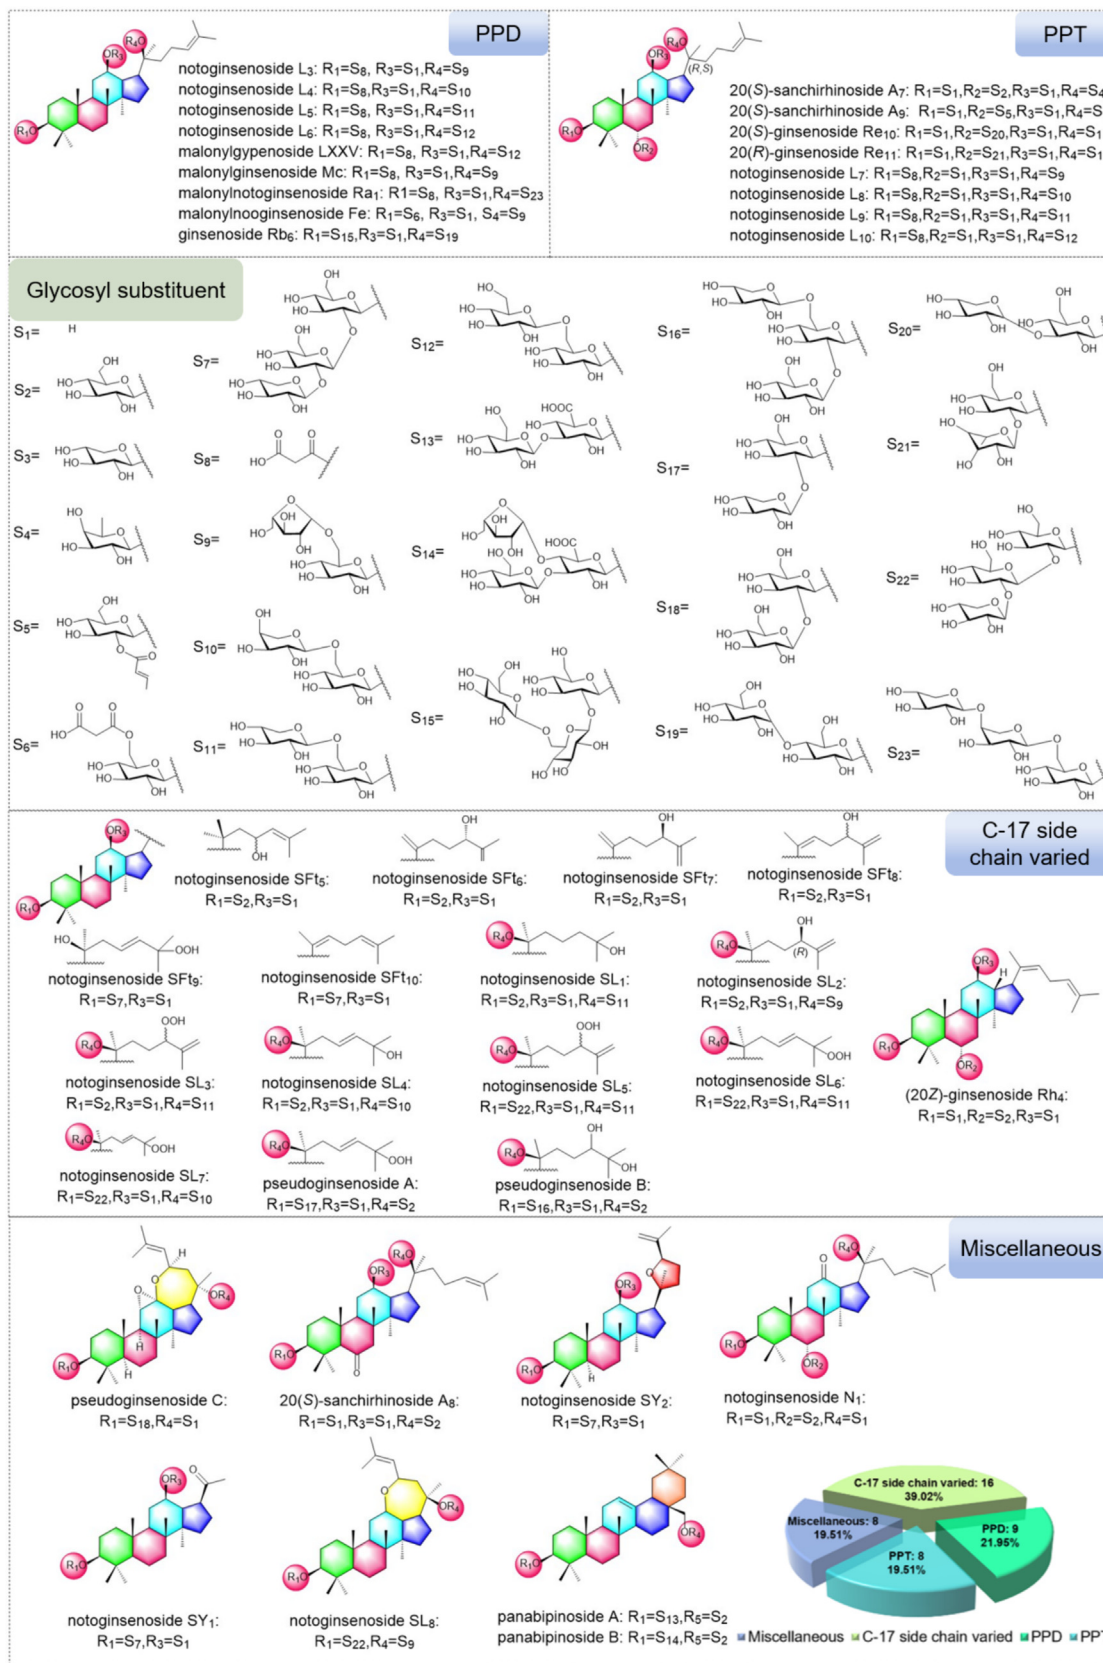 PPD
notoginsenoside L3: R1=S8, R3=S1,R4=S9
notoginsenoside L4: R1=S8,R3=S1,R4=S10
notoginsenoside L5: R1=S8, R3=S1,R4=S11
notoginsenoside L6: R1=S8, R3=S1,R4=S12
malonylgypenoside LXXV: R1=S8, R3=S1,R4=S12
malonylginsenoside Mc: R1=S8, R3=S1,R4=S9
malonylnotoginsenoside Ra1: R1=S8, R3=S1,R4=S23
malonylnooginsenoside Fe: R1=S6, R3=S1, S4=S9
ginsenoside Rb6: R1=S15,R3=S1,R4=S19
R1O
OR3
R4O
PPT
20(S)-sanchirhinoside A7: R1=S1,R2=S2,R3=S1,R4=S4
20(S)-sanchirhinoside A9: R1=S1,R2=S5,R3=S1,R4=S
20(S)-ginsenoside Re10: R1=S1,R2=S20,R3=S1,R4=S1
20(R)-ginsenoside Re11: R1=S1,R2=S21,R3=S1,R4=S1
notoginsenoside L7: R1=S8,R2=S1,R3=S1,R4=S9
notoginsenoside L8: R1=S8,R2=S1,R3=S1,R4=S10
notoginsenoside L9: R1=S8,R2=S1,R3=S1,R4=S11
notoginsenoside L10: R1=S8,R2=S1,R3=S1,R4=S12
R1O
OR2
OR3
R4O
(R,S)
Glycosyl substituent
S1= H
S2=
S3=
S4=
S5=
S6=
S7=
S8=
S9=
S10=
S11=
S12=
S13=
S14=
S15=
S16=
S17=
S18=
S19=
S20=
S21=
S22=
S23=
C-17 side
chain varied
R1O
OR3
notoginsenoside SFt5:
R1=S2,R3=S1
notoginsenoside SFt6:
R1=S2,R3=S1
notoginsenoside SFt7:
R1=S2,R3=S1
notoginsenoside SFt8:
R1=S2,R3=S1
notoginsenoside SFt9:
R1=S7,R3=S1
notoginsenoside SFt10:
R1=S7,R3=S1
notoginsenoside SL1:
R1=S2,R3=S1,R4=S11
(R)
notoginsenoside SL2:
R1=S2,R3=S1,R4=S9
notoginsenoside SL3:
R1=S2,R3=S1,R4=S11
notoginsenoside SL4:
R1=S2,R3=S1,R4=S10
notoginsenoside SL5:
R1=S22,R3=S1,R4=S11
notoginsenoside SL6:
R1=S22,R3=S1,R4=S11
(20Z)-ginsenoside Rh4:
R1=S1,R2=S2,R3=S1
notoginsenoside SL7:
R1=S22,R3=S1,R4=S10
pseudoginsenoside A:
R1=S17,R3=S1,R4=S2
pseudoginsenoside B:
R1=S16,R3=S1,R4=S2
Miscellaneous
pseudoginsenoside C:
R1=S18,R4=S1
20(S)-sanchirhinoside A8:
R1=S1,R3=S1,R4=S2
notoginsenoside SY2:
R1=S7,R3=S1
notoginsenoside N1:
R1=S1,R2=S2,R4=S1
notoginsenoside SY1:
R1=S7,R3=S1
notoginsenoside SL8:
R1=S22,R4=S9
panabipinoside A: R1=S13,R5=S2
panabipinoside B: R1=S14,R5=S2
C-17 side chain varied: 16
39.02%
Miscellaneous: 8
19.51%
PPD: 9
21.95%
PPT: 8
19.51%
Miscellaneous C-17 side chain varied PPD PPT